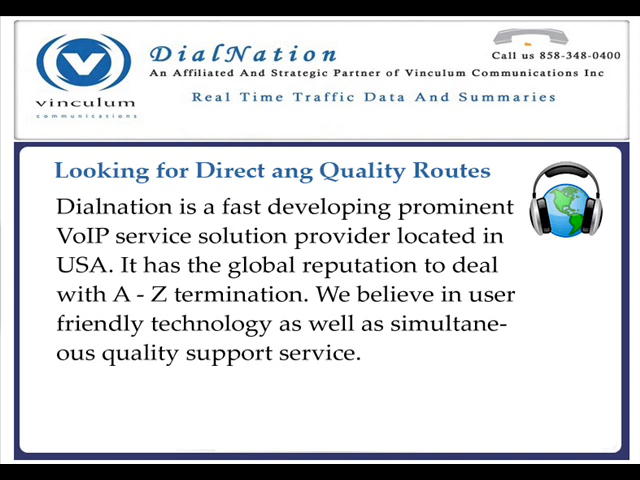 DialNation
Call us 858-348-0400
An Affiliated And Strategic Partner of Vinculum Communications Inc
vinculum
communications
Real Time Traffic Data And Summaries
Looking for Direct ang Quality Routes
Dialnation is a fast developing prominent
VoIP service solution provider located in
USA. It has the global reputation to deal
with A - Z termination. We believe in user
friendly technology as well as simultane-
ous quality support service.